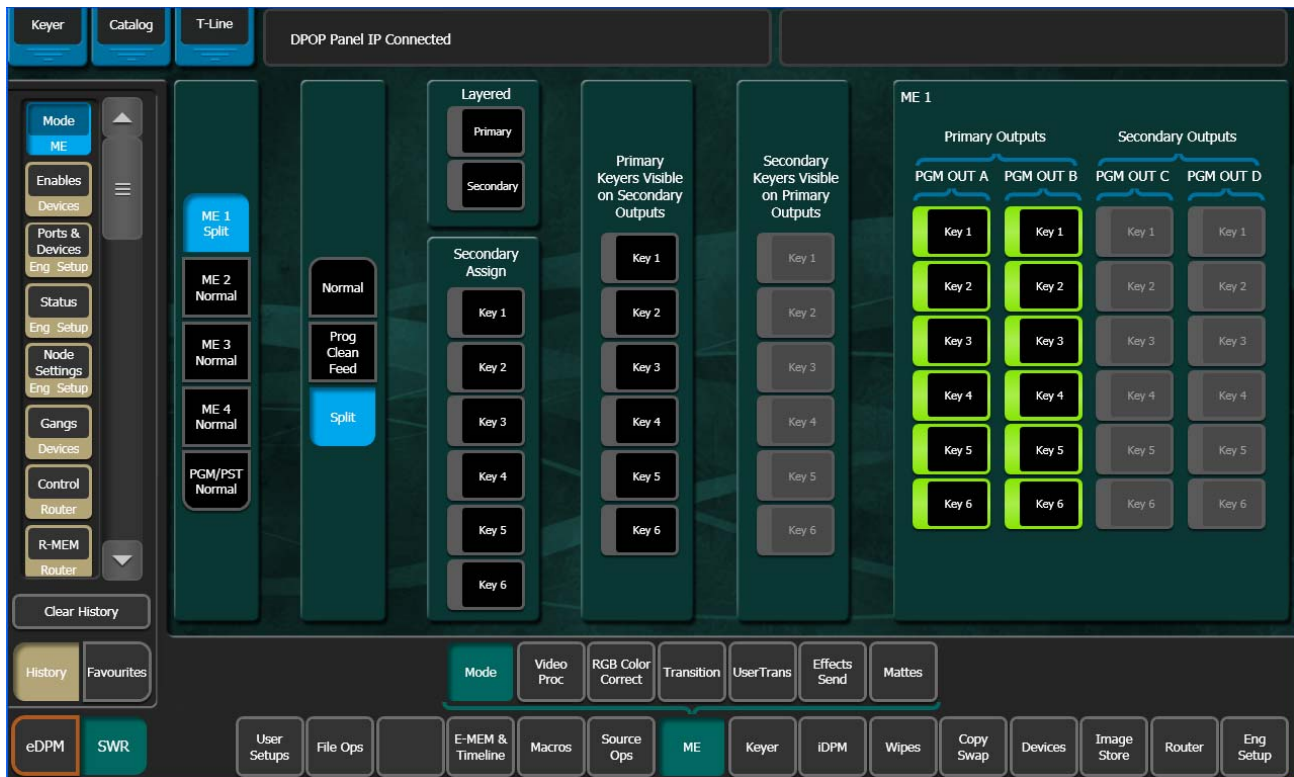 Keyer
Catalog
T-Line
DPOP Panel IP Connected
Mode
ME
Enables
Devices
Ports &
Devices
Eng Setup
Status
Eng Setup
Node
Settings
Eng Setup
Gangs
Devices
Control
Router
R-MEM
Router
Clear History
History
Favourites
ME 1
Split
ME 2
Normal
ME 3
Normal
ME 4
Normal
PGM/PST
Normal
Normal
Prog
Clean
Feed
Split
Layered
Primary
Secondary
Secondary
Assign
Key 1
Key 2
Key 3
Key 4
Key 5
Key 6
Primary
Keyers Visible
on Secondary
Outputs
Key 1
Key 2
Key 3
Key 4
Key 5
Key 6
Secondary
Keyers Visible
on Primary
Outputs
Key 1
Key 2
Key 3
Key 4
Key 5
Key 6
ME 1
Primary Outputs
Secondary Outputs
PGM OUT A
PGM OUT B
PGM OUT C
PGM OUT D
Key 1
Key 1
Key 1
Key 1
Key 2
Key 2
Key 2
Key 2
Key 3
Key 3
Key 3
Key 3
Key 4
Key 4
Key 4
Key 4
Key 5
Key 5
Key 5
Key 5
Key 6
Key 6
Key 6
Key 6
Mode
Video
Proc
RGB Color
Correct
Transition
UserTrans
Effects
Send
Mattes
eDPM
SWR
User
Setups
File Ops
E-MEM &
Timeline
Macros
Source
Ops
ME
Keyer
iDPM
Wipes
Copy
Swap
Devices
Image
Store
Router
Eng
Setup